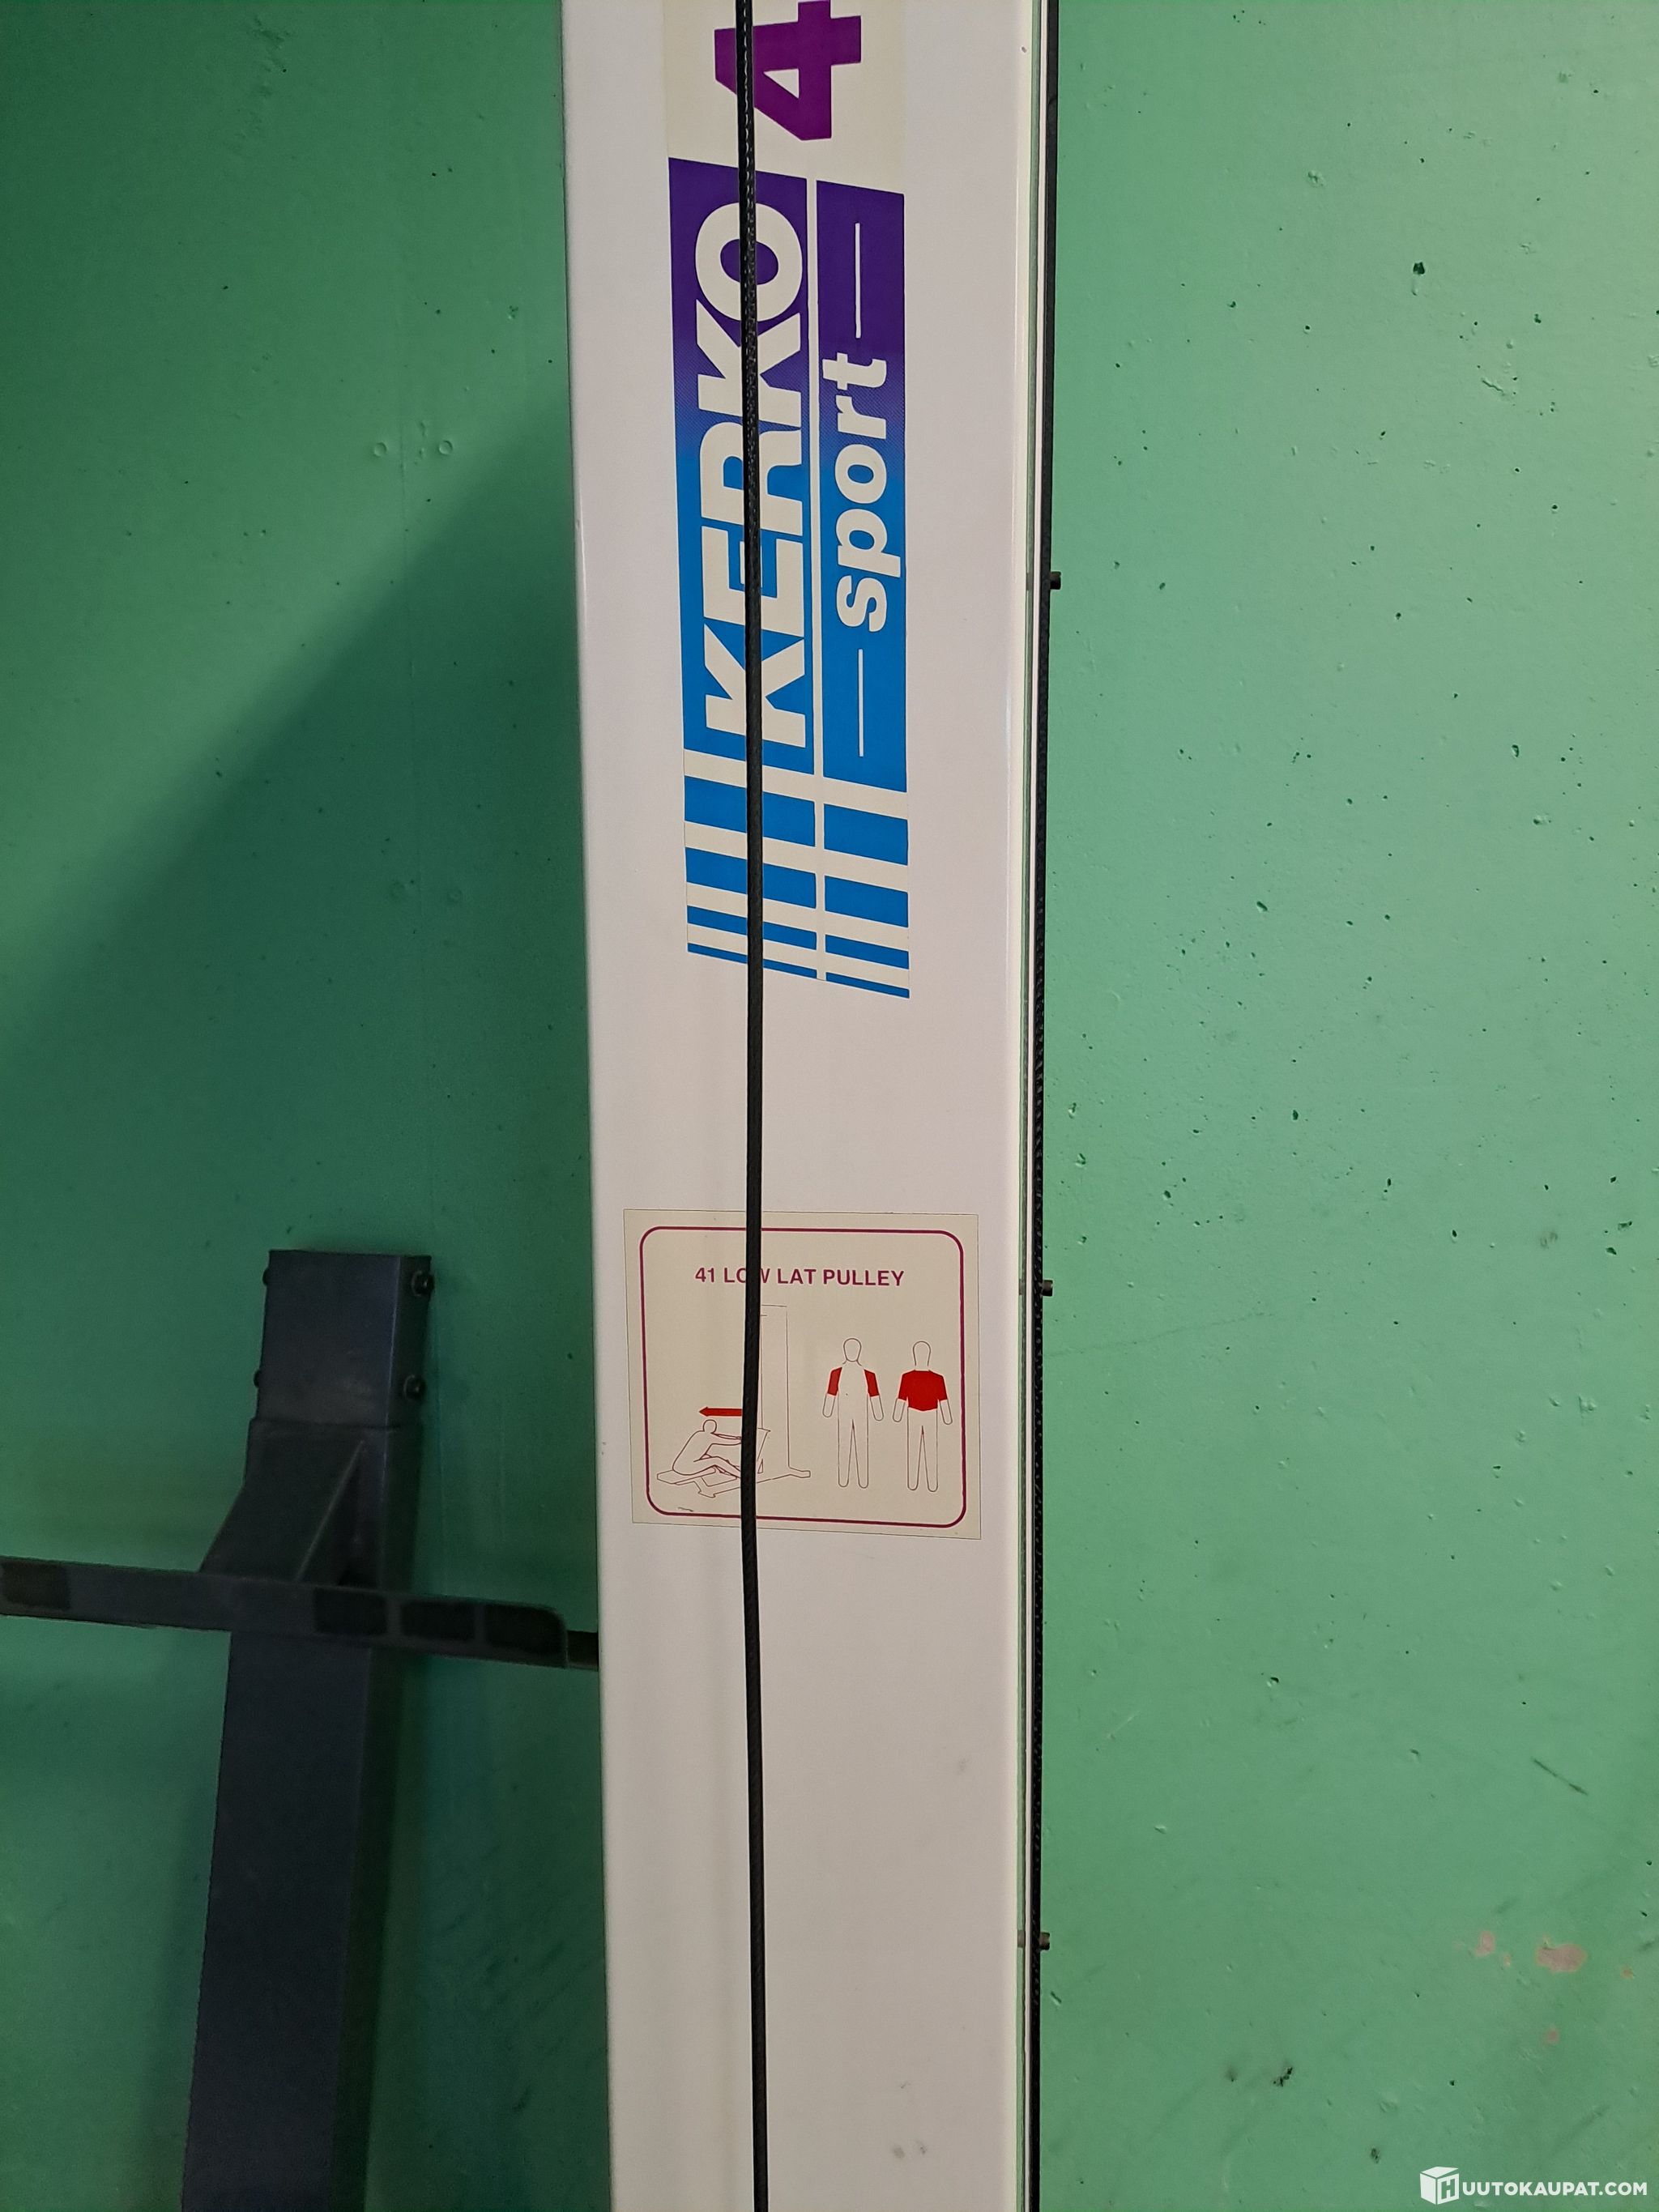 4
KERKO
sport
41 LOW LAT PULLEY
HUUTOKAUPAT.COM